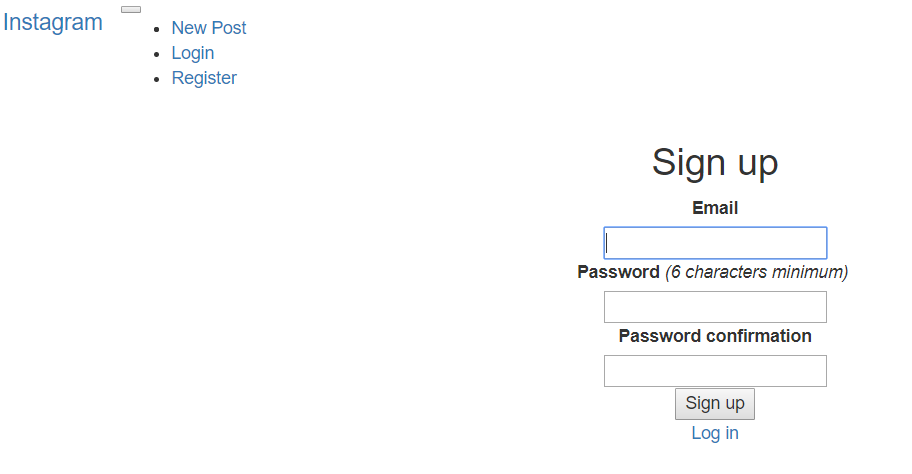 Instagram
New Post
Login
Register
Sign up
Email
Password (6 characters minimum)
Password confirmation
Sign up
Log in